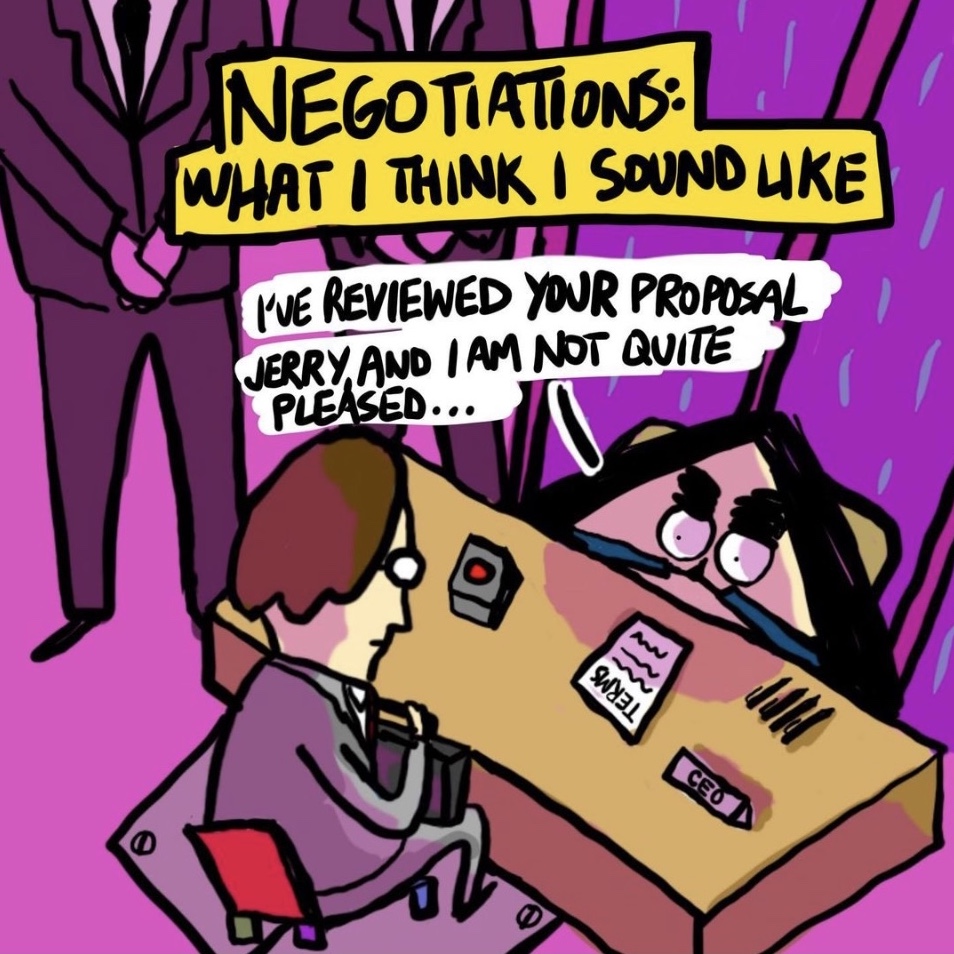 NEGOTIATIONS:
WHAT I THINK I SOUND LIKE
I'VE REVIEWED YOUR PROPOSAL
JERRY, AND I AM NOT QUITE
PLEASED...
TERMS
CEO